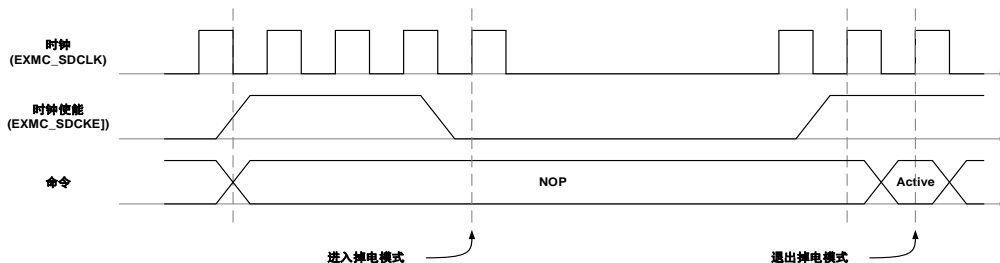 时钟
(EXMC_SDCLK)
时钟使能
(EXMC_SDCKE])
命令
NOP
Active
进入掉电模式
退出掉电模式